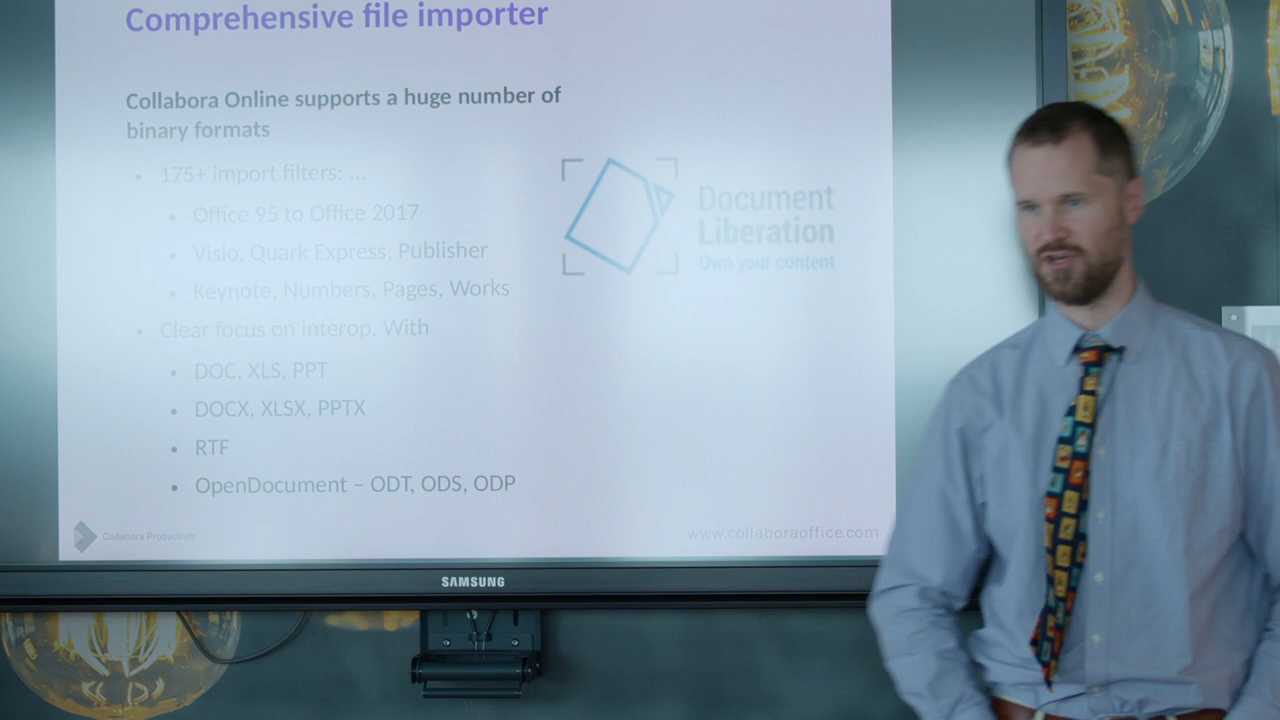 Comprehensive file importer
Collabora Online supports a huge number of
binary formats
175+ import filters: ...
Office 95 to Office 2017
Visio, Quark Express, Publisher
Keynote, Numbers, Pages, Works
Clear focus on interop. With
DOC, XLS, PPT
DOCX, XLSX, PPTX
RTF
OpenDocument – ODT, ODS, ODP
Document
Liberation
Own your content
Collabora Productivity
www.collaboraoffice.com
SAMSUNG